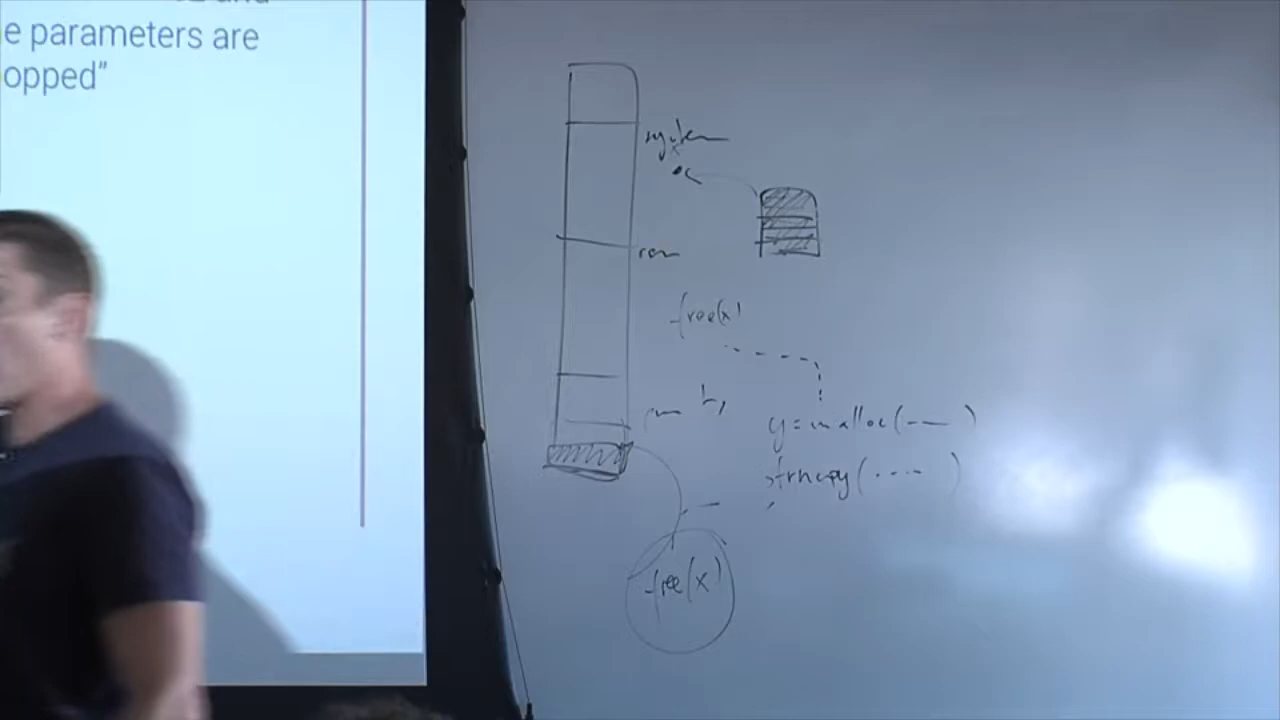 e parameters are
opped”
system
x
free(x)
y = malloc(---)
strncpy(....)
free(x)